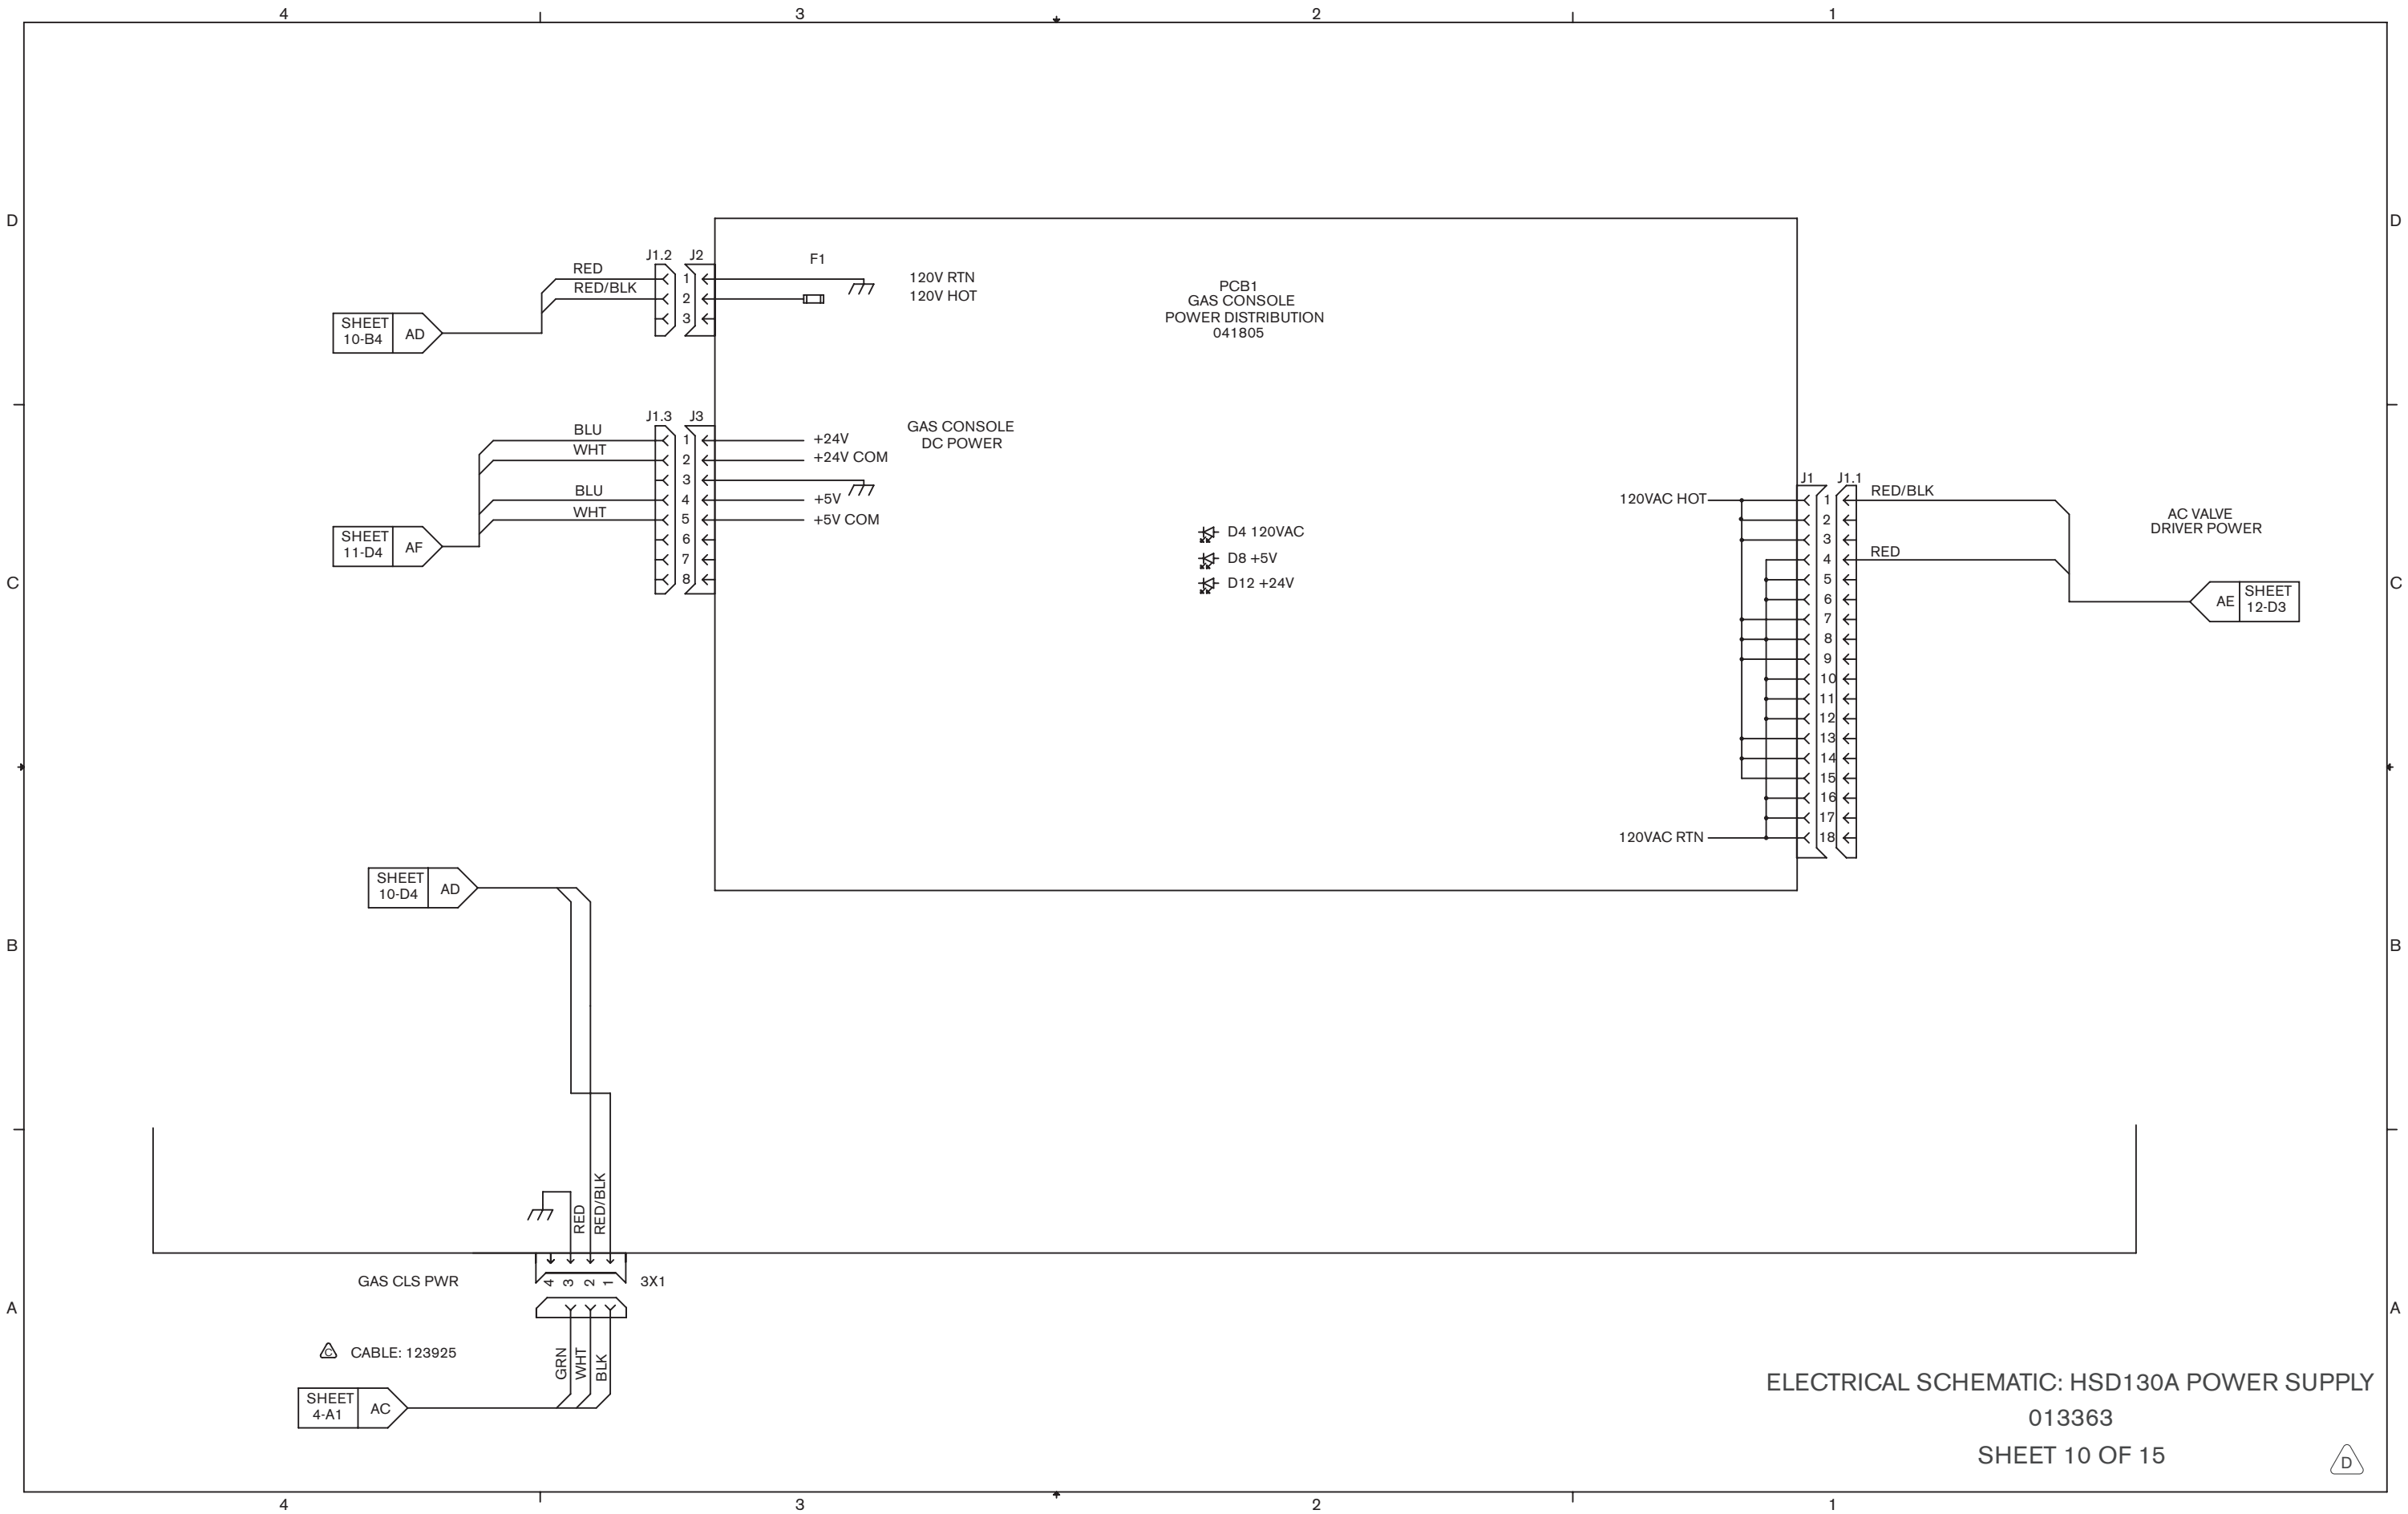 4 3 2 1
D D
J1.2 J2 F1
RED 1 120V RTN
RED/BLK 2 120V HOT
3
SHEET
10-B4
AD
PCB1
GAS CONSOLE
POWER DISTRIBUTION
041805
J1.3 J3
GAS CONSOLE
DC POWER
BLU 1 +24V
WHT 2 +24V COM
3
BLU 4 +5V
WHT 5 +5V COM
6
7
8
SHEET
11-D4
AF
C C
D4 120VAC
D8 +5V
D12 +24V
J1 J1.1
120VAC HOT 1 RED/BLK
2
3
4 RED
5
6
7
8
9
10
11
12
13
14
15
16
17
120VAC RTN 18
AC VALVE
DRIVER POWER
AE
SHEET
12-D3
SHEET
10-D4
AD
B B
RED
RED/BLK
GAS CLS PWR 4 3 2 1 3X1
A A
C CABLE: 123925
GRN
WHT
BLK
SHEET
4-A1
AC
ELECTRICAL SCHEMATIC: HSD130A POWER SUPPLY
013363
SHEET 10 OF 15
D
4 3 2 1